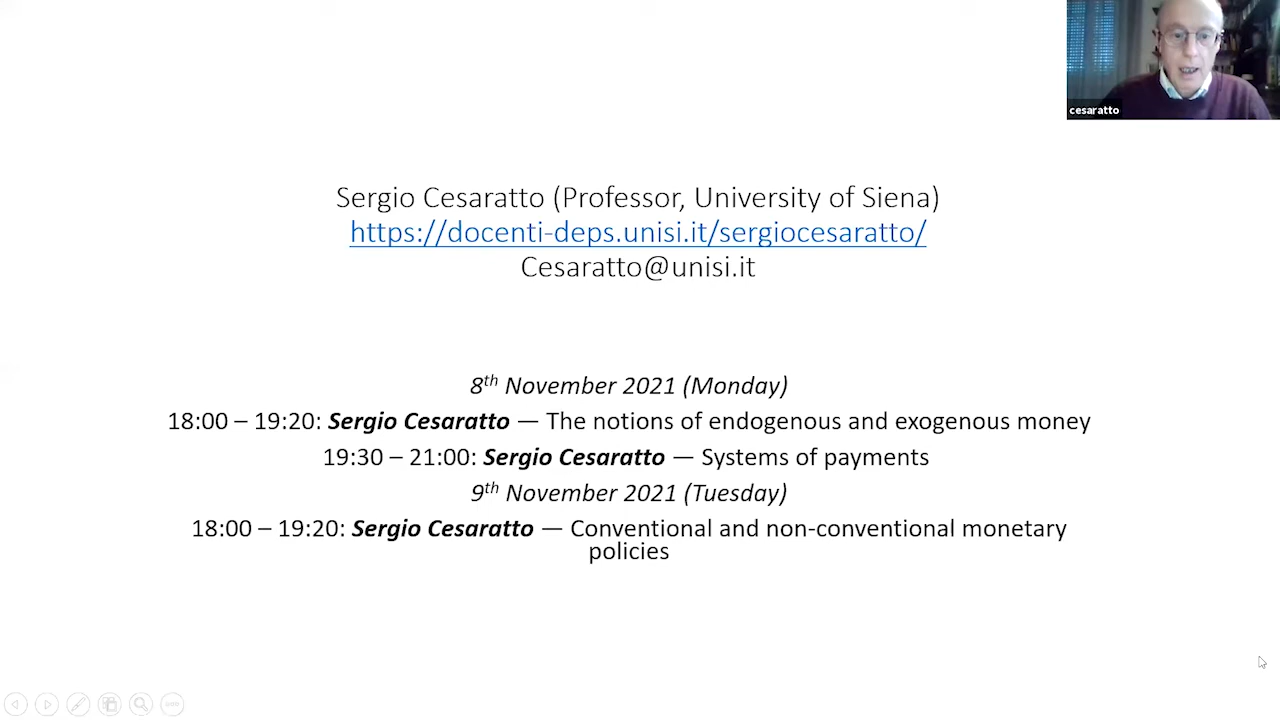 cesaratto
Sergio Cesaratto (Professor, University of Siena)
https://docenti-deps.unisi.it/sergiocesaratto/
Cesaratto@unisi.it
8th November 2021 (Monday)
18:00 – 19:20: Sergio Cesaratto — The notions of endogenous and exogenous money
19:30 – 21:00: Sergio Cesaratto — Systems of payments
9th November 2021 (Tuesday)
18:00 – 19:20: Sergio Cesaratto — Conventional and non-conventional monetary
policies